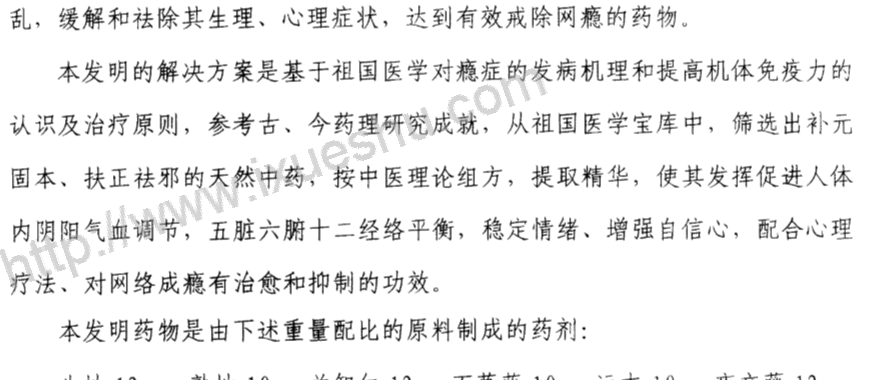 乱，缓解和祛除其生理、心理症状，达到有效戒除网瘾的药物。
本发明的解决方案是基于祖国医学对瘾症的发病机理和提高机体免疫力的
认识及治疗原则，参考古、今药理研究成就，从祖国医学宝库中，筛选出补元
固本、扶正祛邪的天然中药，按中医理论组方，提取精华，使其发挥促进人体
内阴阳气血调节，五脏六腑十二经络平衡，稳定情绪、增强自信心，配合心理
疗法、对网络成瘾有治愈和抑制的功效。
本发明药物是由下述重量配比的原料制成的药剂：
http://www.ixueshu.com